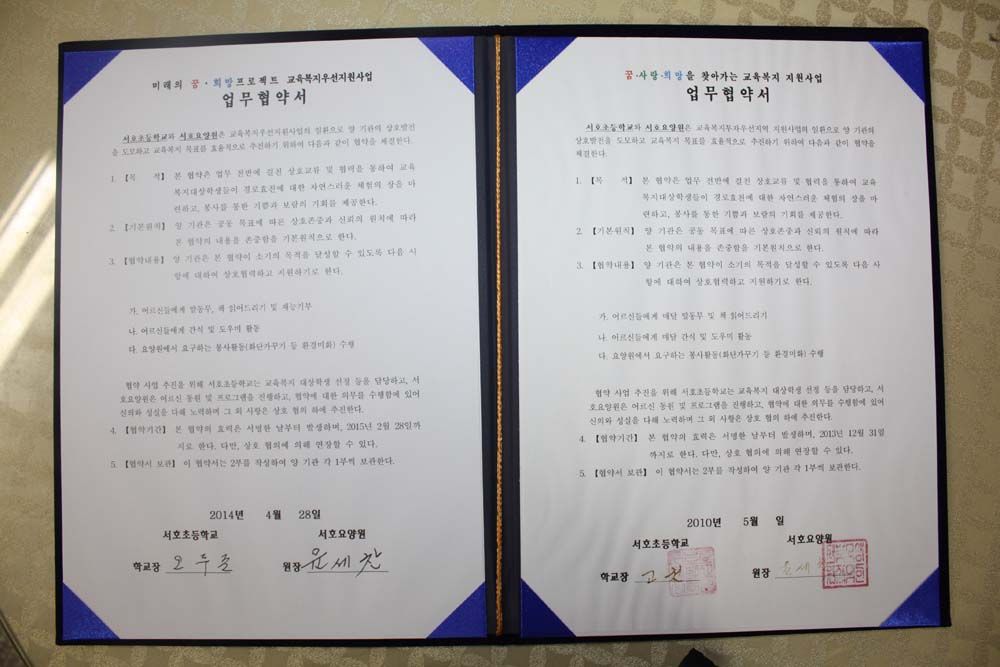 미래의 꿈·희망프로젝트 교육복지우선지원사업
업무협약서
서호초등학교와 서호요양원은 교육복지우선지원사업의 일환으로 양 기관의 상호발전
을 도모하고 교육복지 목표를 효율적으로 추진하기 위하여 다음과 같이 협약을 체결한다.
1. 【목 적】 본 협약은 업무 전반에 걸친 상호교류 및 협력을 통하여 교육
복지대상학생들이 경로효친에 대한 자연스러운 체험의 장을 마
련하고, 봉사를 통한 기쁨과 보람의 기회를 제공한다.
2. 【기본원칙】 양 기관은 공동 목표에 따른 상호존중과 신뢰의 원칙에 따라
본 협약의 내용을 존중함을 기본원칙으로 한다.
3. 【협약내용】 양 기관은 본 협약이 소기의 목적을 달성할 수 있도록 다음 사
항에 대하여 상호협력하고 지원하기로 한다.
가. 어르신들에게 말동무, 책 읽어드리기 및 재능기부
나. 어르신들에게 간식 및 도우미 활동
다. 요양원에서 요구하는 봉사활동(화단가꾸기 등 환경미화) 수행
협약 사업 추진을 위해 서호초등학교는 교육복지 대상학생 선정 등을 담당하고, 서
호요양원은 어르신 동원 및 프로그램을 진행하고, 협약에 대한 의무를 수행함에 있어
신의와 성실을 다해 노력하며 그 외 사항은 상호 협의 하에 추진한다.
4. 【협약기간】 본 협약의 효력은 서명한 날부터 발생하며, 2015년 2월 28일까
지로 한다. 다만, 상호 협의에 의해 연장할 수 있다.
5. 【협약서 보관】 이 협약서는 2부를 작성하여 양 기관 각 1부씩 보관한다.
2014년 4월 28일
서호초등학교 서호요양원
학교장 오두준 원장 윤세찬
꿈·사랑·희망을 찾아가는 교육복지 지원사업
업무협약서
서호초등학교와 서호요양원은 교육복지투자우선지역 지원사업의 일환으로 양 기관의
상호발전을 도모하고 교육복지 목표를 효율적으로 추진하기 위하여 다음과 같이 협약을
체결한다.
1. 【목 적】 본 협약은 업무 전반에 걸친 상호교류 및 협력을 통하여 교육
복지대상학생들이 경로효친에 대한 자연스러운 체험의 장을 마
련하고, 봉사를 통한 기쁨과 보람의 기회를 제공한다.
2. 【기본원칙】 양 기관은 공동 목표에 따른 상호존중과 신뢰의 원칙에 따라
본 협약의 내용을 존중함을 기본원칙으로 한다.
3. 【협약내용】 양 기관은 본 협약이 소기의 목적을 달성할 수 있도록 다음 사
항에 대하여 상호협력하고 지원하기로 한다.
가. 어르신들에게 매달 말동무 및 책 읽어드리기
나. 어르신들에게 매달 간식 및 도우미 활동
다. 요양원에서 요구하는 봉사활동(화단가꾸기 등 환경미화) 수행
협약 사업 추진을 위해 서호초등학교는 교육복지 대상학생 선정 등을 담당하고, 서
호요양원은 어르신 동원 및 프로그램을 진행하고, 협약에 대한 의무를 수행함에 있어
신의와 성실을 다해 노력하며 그 외 사항은 상호 협의 하에 추진한다.
4. 【협약기간】 본 협약의 효력은 서명한 날부터 발생하며, 2013년 12월 31일
까지로 한다. 다만, 상호 협의에 의해 연장할 수 있다.
5. 【협약서 보관】 이 협약서는 2부를 작성하여 양 기관 각 1부씩 보관한다.
2010년 5월 일
서호초등학교 서호요양원
학교장 고 원장 윤세